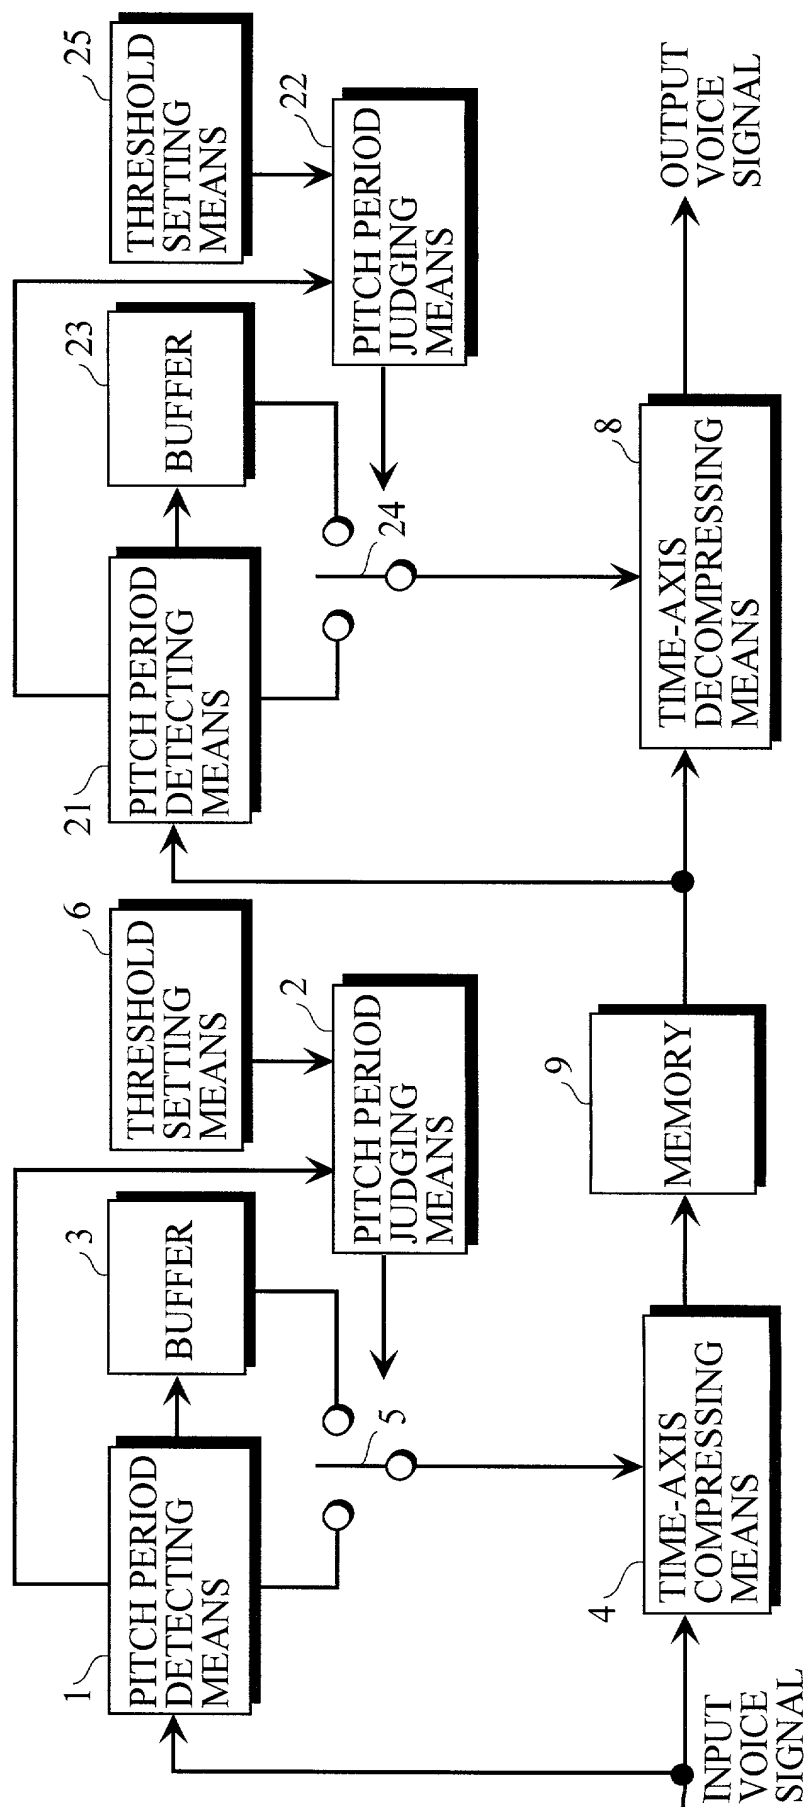 1
PITCH PERIOD
DETECTING
MEANS
3
BUFFER
6
THRESHOLD
SETTING
MEANS
2
PITCH PERIOD
JUDGING
MEANS
5
4
TIME-AXIS
COMPRESSING
MEANS
INPUT
VOICE
SIGNAL
9
MEMORY
21
PITCH PERIOD
DETECTING
MEANS
23
BUFFER
25
THRESHOLD
SETTING
MEANS
22
PITCH PERIOD
JUDGING
MEANS
24
8
TIME-AXIS
DECOMPRESSING
MEANS
OUTPUT
VOICE
SIGNAL